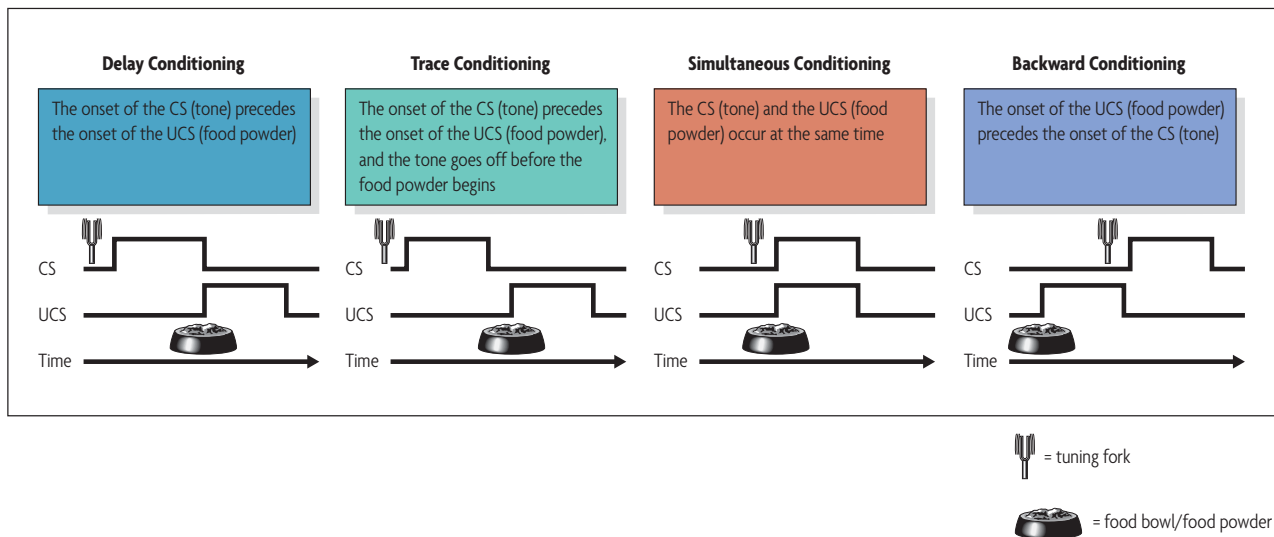 Delay Conditioning
The onset of the CS (tone) precedes
the onset of the UCS (food powder)
CS
UCS
Time
Trace Conditioning
The onset of the CS (tone) precedes
the onset of the UCS (food powder),
and the tone goes off before the
food powder begins
CS
UCS
Time
Simultaneous Conditioning
The CS (tone) and the UCS (food
powder) occur at the same time
CS
UCS
Time
Backward Conditioning
The onset of the UCS (food powder)
precedes the onset of the CS (tone)
CS
UCS
Time
= tuning fork
= food bowl/food powder